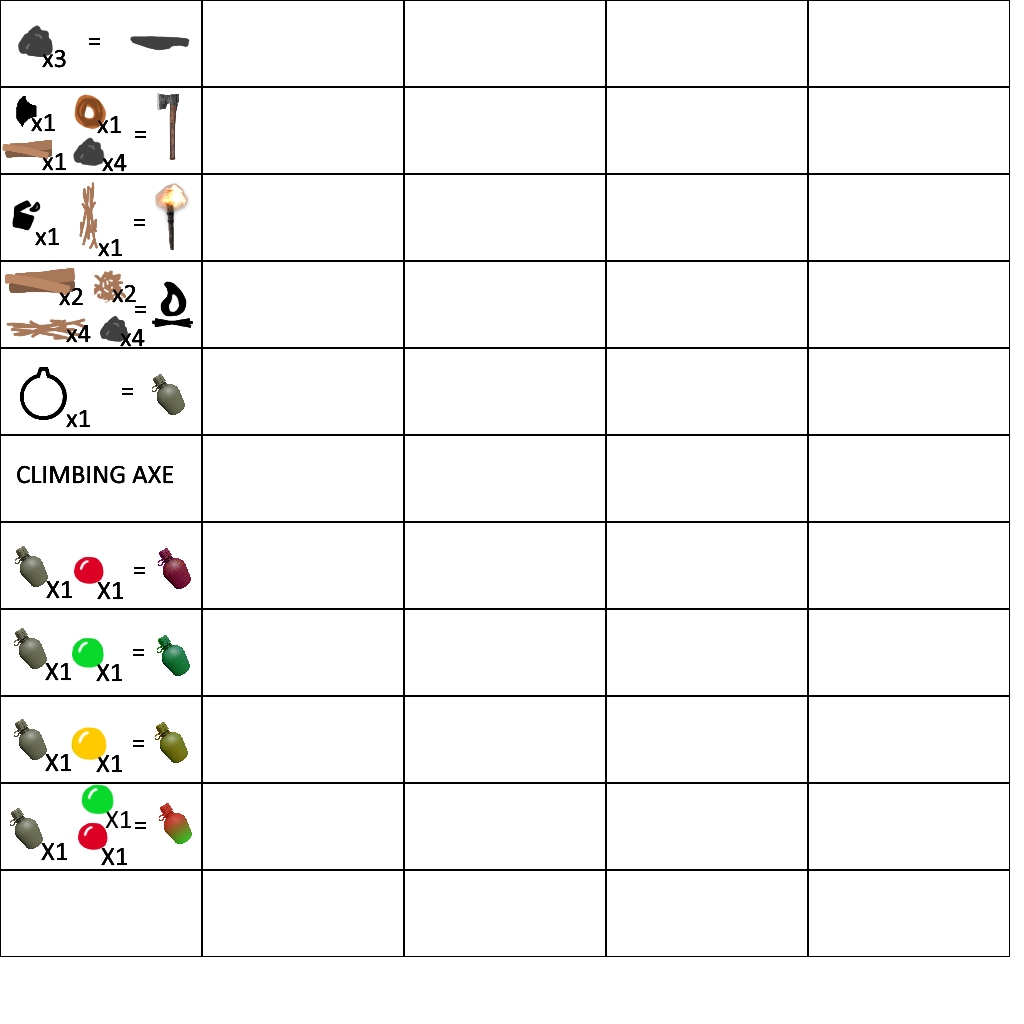 x3 =
x1 x1
x1 x4 =
x1 x1 =
x2 x2
x4 x4 =
x1 =
CLIMBING AXE
X1 X1 =
X1 X1 =
X1 X1 =
X1 =
X1 X1